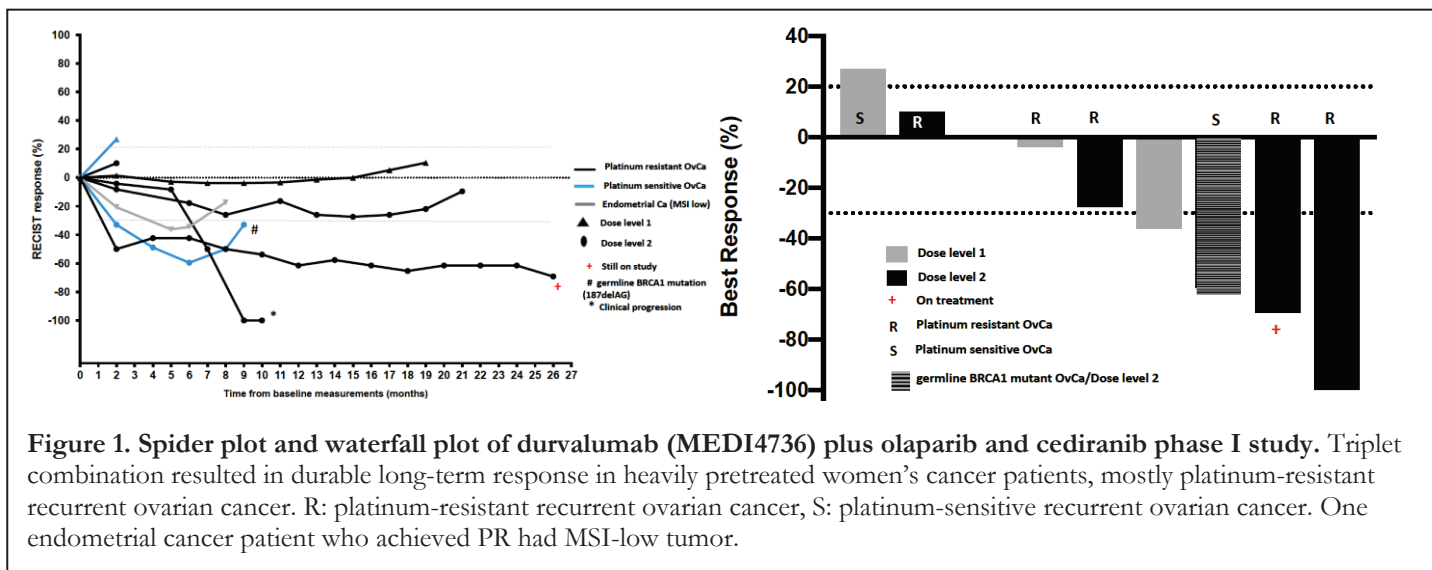 100
80
60
40
20
0
-20
-40
-60
-80
-100
RECIST response (%)
0 1 2 3 4 5 6 7 8 9 10 11 12 13 14 15 16 17 18 19 20 21 22 23 24 25 26 27
Time from baseline measurements (months)
#
*
+
Platinum resistant OvCa
Platinum sensitive OvCa
Endometrial Ca (MSI low)
Dose level 1
Dose level 2
+ Still on study
# germline BRCA1 mutation
(187delAG)
* Clinical progression
40
20
0
-20
-40
-60
-80
-100
Best Response (%)
S R R R S R R
+
Dose level 1
Dose level 2
+ On treatment
R Platinum resistant OvCa
S Platinum sensitive OvCa
germline BRCA1 mutant OvCa/Dose level 2
Figure 1. Spider plot and waterfall plot of durvalumab (MEDI4736) plus olaparib and cediranib phase I study. Triplet
combination resulted in durable long-term response in heavily pretreated women's cancer patients, mostly platinum-resistant
recurrent ovarian cancer. R: platinum-resistant recurrent ovarian cancer, S: platinum-sensitive recurrent ovarian cancer. One
endometrial cancer patient who achieved PR had MSI-low tumor.